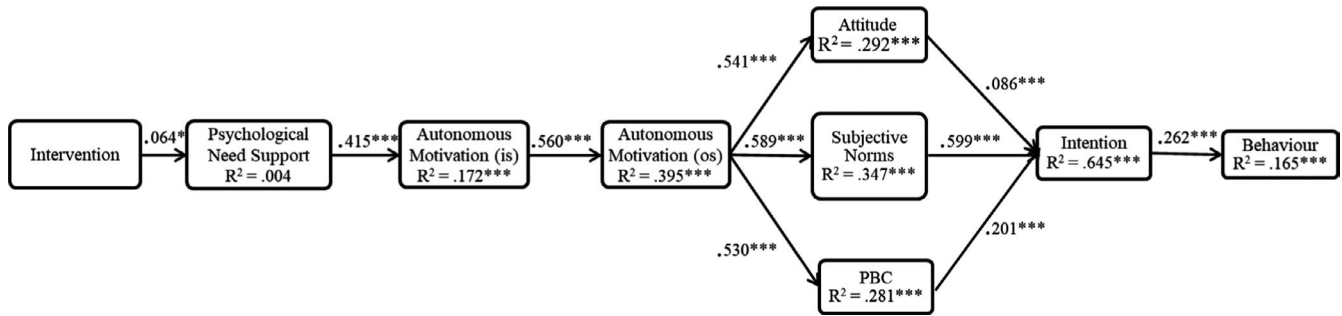 Intervention
.064*
Psychological
Need Support
R² = .004
.415***
Autonomous
Motivation (is)
R² = .172***
.560***
Autonomous
Motivation (os)
R² = .395***
.541***
.589***
.530***
Attitude
R² = .292***
Subjective
Norms
R² = .347***
PBC
R² = .281***
.086***
.599***
.201***
Intention
R² = .645***
.262***
Behaviour
R² = .165***